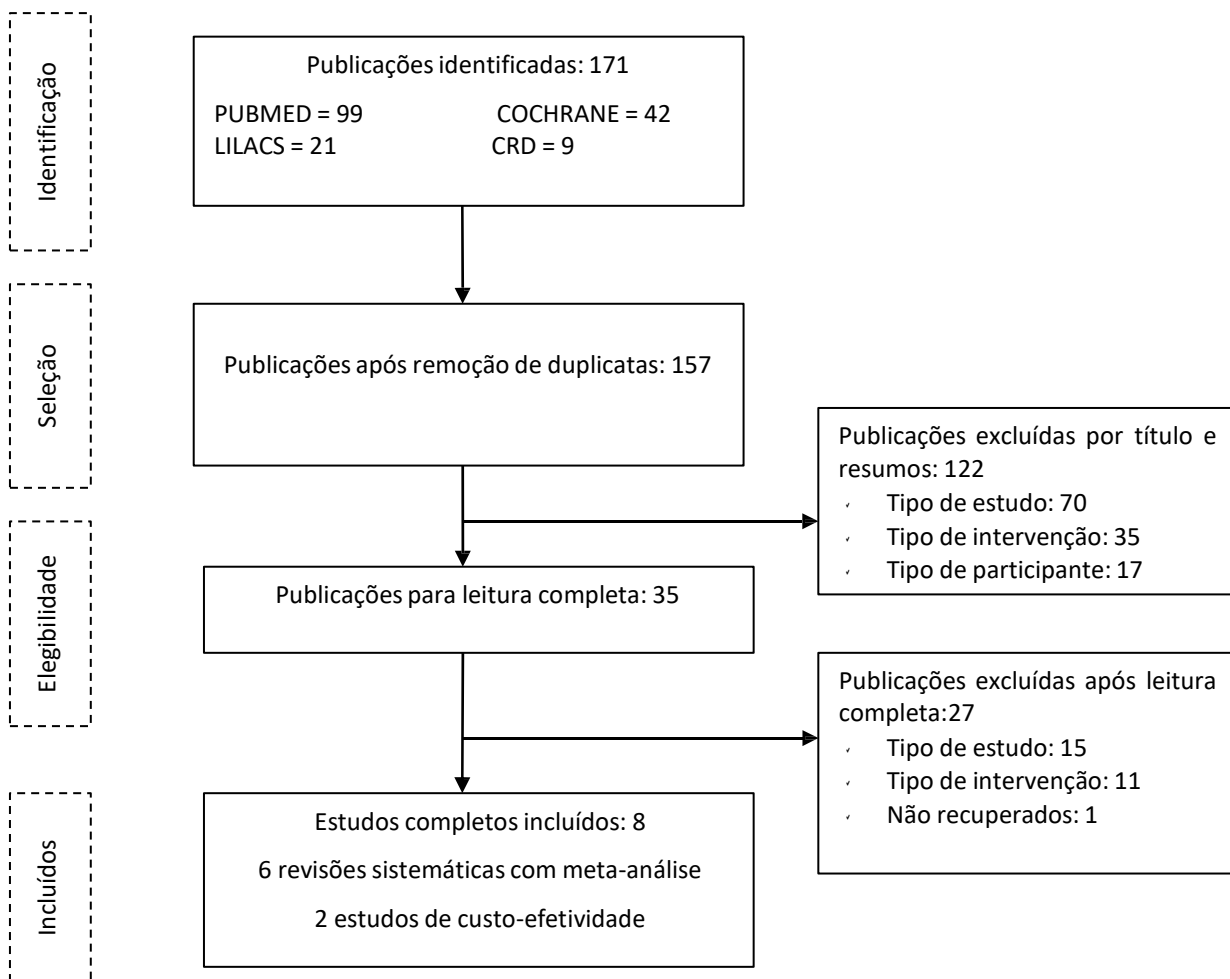 Identificação
Publicações identificadas: 171
PUBMED = 99 COCHRANE = 42
LILACS = 21 CRD = 9
Seleção
Publicações após remoção de duplicatas: 157
Publicações excluídas por título e
resumos: 122
Tipo de estudo: 70
Tipo de intervenção: 35
Tipo de participante: 17
Elegibilidade
Publicações para leitura completa: 35
Publicações excluídas após leitura
completa:27
Tipo de estudo: 15
Tipo de intervenção: 11
Não recuperados: 1
Incluídos
Estudos completos incluídos: 8
6 revisões sistemáticas com meta-análise
2 estudos de custo-efetividade